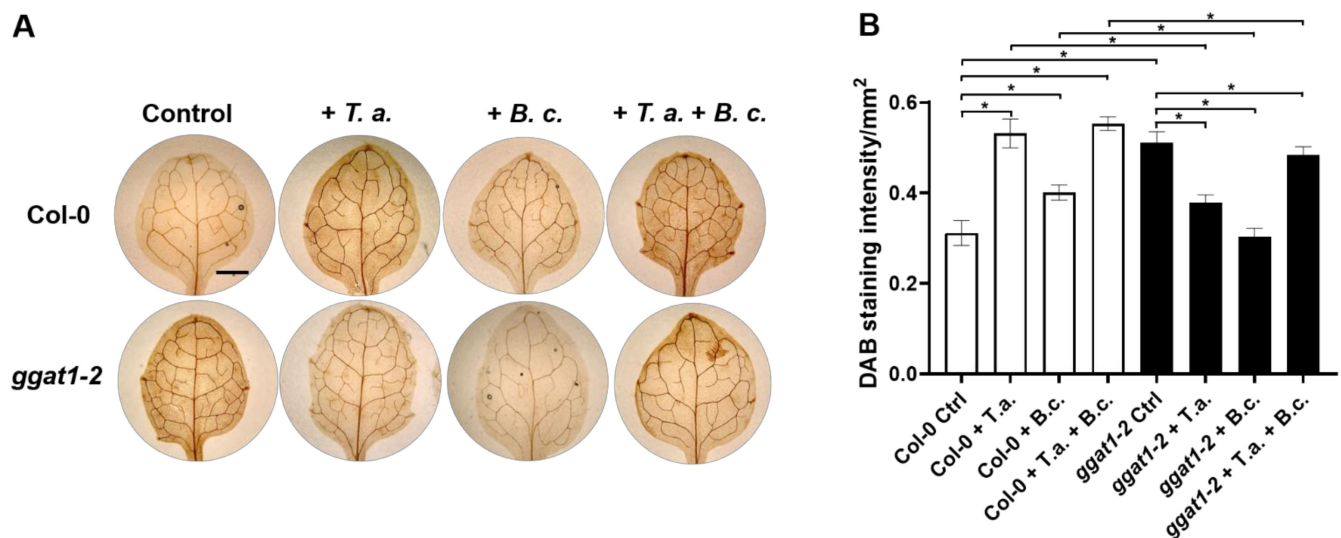 A
Control
+ T. a.
+ B. c.
+ T. a. + B. c.
Col-0
ggat1-2
B
* * * * * * * * * *
DAB staining intensity/mm²
0.6
0.4
0.2
0.0
Col-0 Ctrl
Col-0 + T.a.
Col-0 + B.c.
Col-0 + T.a. + B.c.
ggat1-2 Ctrl
ggat1-2 + T.a.
ggat1-2 + B.c.
ggat1-2 + T.a. + B.c.